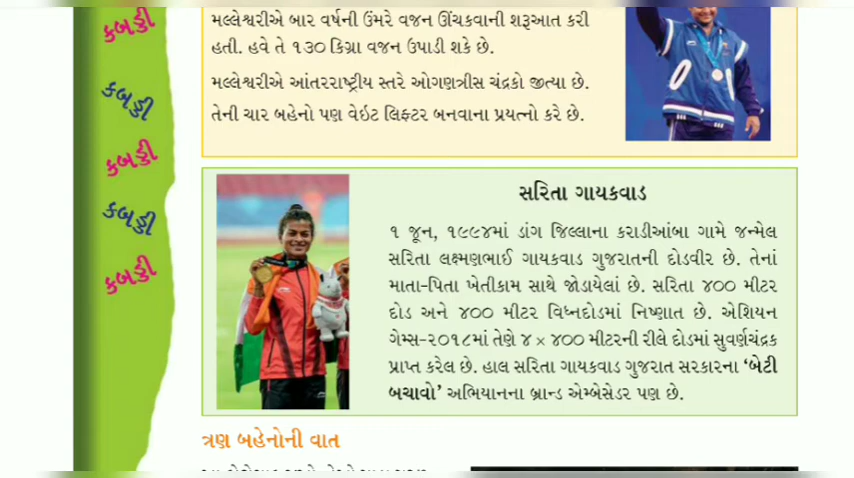 કબડ્ડી
કબડ્ડી
કબડ્ડી
કબડ્ડી
કબડ્ડી
મલ્લેશ્વરીએ બાર વર્ષની ઉંમરે વજન ઊંચકવાની શરૂઆત કરી
હતી. હવે તે ૧૩૦ કિગ્રા વજન ઉપાડી શકે છે.
મલ્લેશ્વરીએ આંતરરાષ્ટ્રીય સ્તરે ઓગણત્રીસ ચંદ્રકો જીત્યા છે.
તેની ચાર બહેનો પણ વેઇટ લિફ્ટર બનવાના પ્રયત્નો કરે છે.
સરિતા ગાયકવાડ
૧ જૂન, ૧૯૯૪માં ડાંગ જિલ્લાના કરાડીઆંબા ગામે જન્મેલ
સરિતા લક્ષ્મણભાઈ ગાયકવાડ ગુજરાતની દોડવીર છે. તેનાં
માતા-પિતા ખેતીકામ સાથે જોડાયેલાં છે. સરિતા ૪૦૦ મીટર
દોડ અને ૪૦૦ મીટર વિઘ્નદોડમાં નિષ્ણાત છે. એશિયન
ગેમ્સ-૨૦૧૮માં તેણે ૪ × ૪૦૦ મીટરની રીલે દોડમાં સુવર્ણચંદ્રક
પ્રાપ્ત કરેલ છે. હાલ સરિતા ગાયકવાડ ગુજરાત સરકારના ‘બેટી
બચાવો’ અભિયાનના બ્રાન્ડ એમ્બેસેડર પણ છે.
ત્રણ બહેનોની વાત